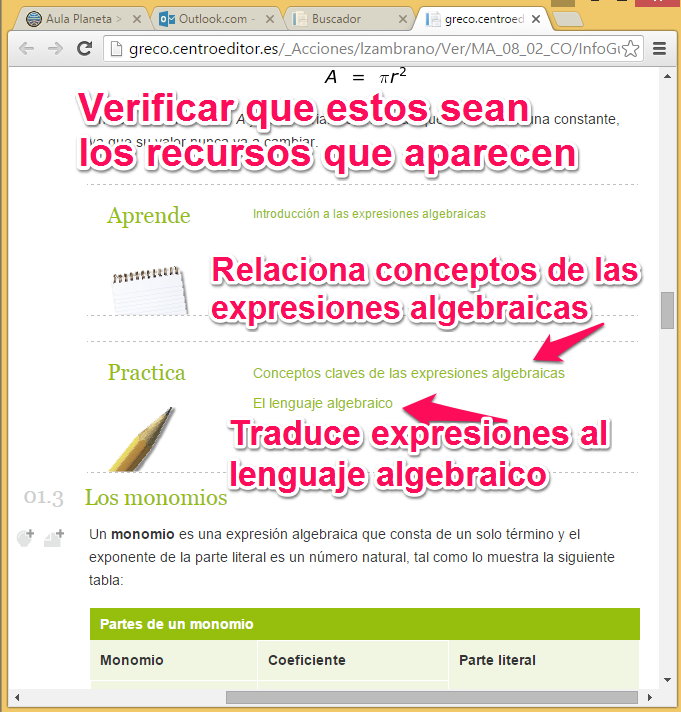 Aula Planeta >
Outlook.com -
Buscador
greco.centroed
greco.centroeditor.es/_Acciones/lzambrano/Ver/MA_08_02_CO/InfoGu
A = πr²
Verificar que estos sean
una constante,
los recursos que aparecen
Aprende
Introducción a las expresiones algebraicas
Relaciona conceptos de las
expresiones algebraicas
Practica
Conceptos claves de las expresiones algebraicas
El lenguaje algebraico
Traduce expresiones al
lenguaje algebraico
01.3
Los monomios
Un monomio es una expresión algebraica que consta de un solo término y el
exponente de la parte literal es un número natural, tal como lo muestra la siguiente
tabla:
Partes de un monomio
Monomio
Coeficiente
Parte literal